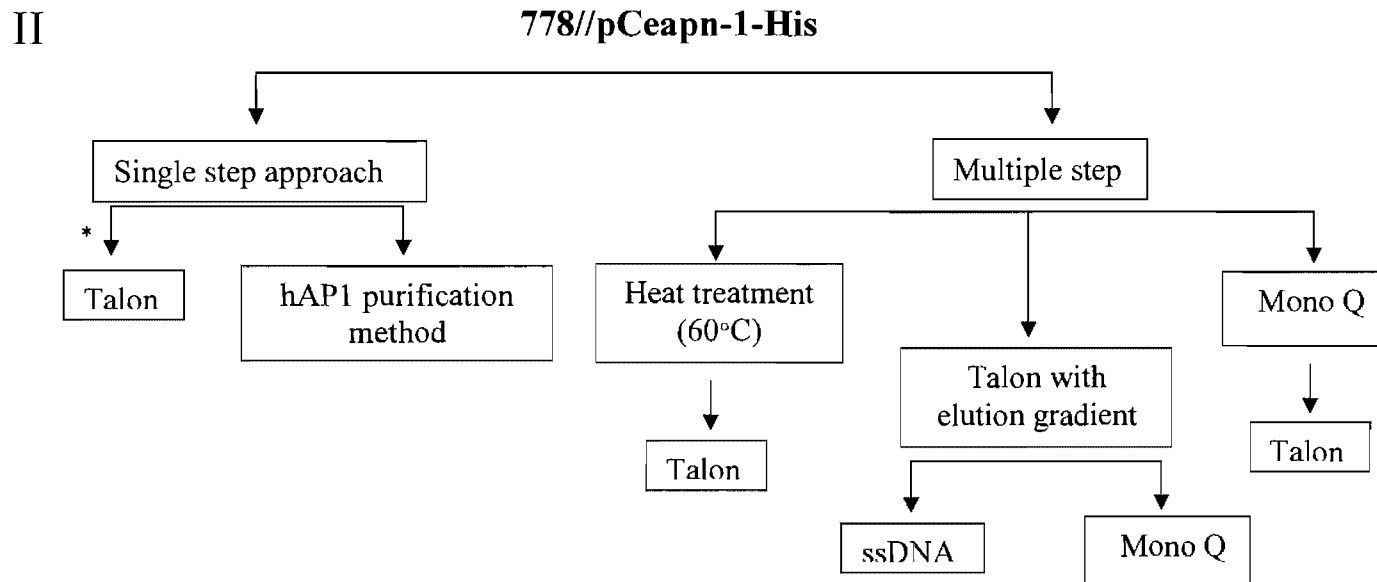 II
778//pCeapn-1-His
Single step approach
Multiple step
*
Talon
hAP1 purification
method
Heat treatment
(60°C)
Talon
Talon with
elution gradient
ssDNA
Mono Q
Mono Q
Talon